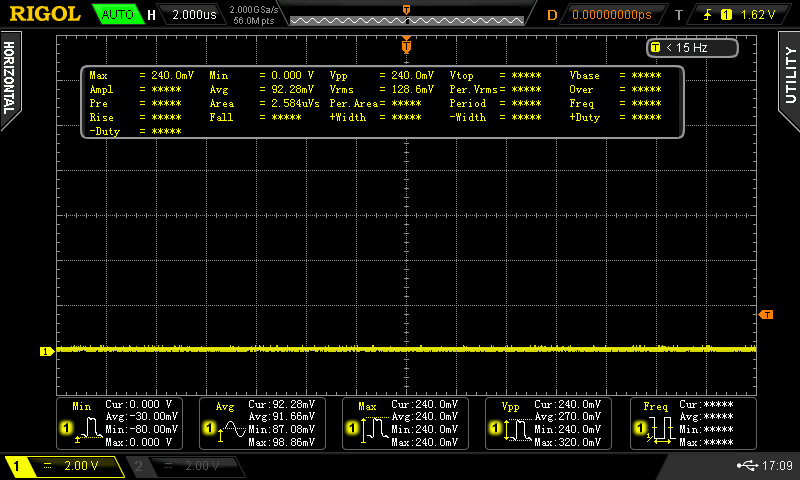 RIGOL AUTO H 2.000us 2.000GSa/s 56.0M pts T D 0.00000000ps T 1 1.62 V
HORIZONTAL
UTILITY
T
T < 15 Hz
Max = 240.0mV Min = 0.000 V Vpp = 240.0mV Vtop = ***** Vbase = *****
Ampl = ***** Avg = 92.28mV Vrms = 128.6mV Per.Vrms= ***** Over = *****
Pre = ***** Area = 2.584uVs Per.Area= ***** Period = ***** Freq = *****
Rise = ***** Fall = ***** +Width = ***** -Width = ***** +Duty = *****
-Duty = *****
T
1
Min Cur:0.000 V Avg Cur:92.28mV Max Cur:240.0mV Vpp Cur:240.0mV Freq Cur:*****
Avg:-30.00mV Avg:91.66mV Avg:240.0mV Avg:270.0mV Avg:*****
1 Min:-80.00mV 1 Min:87.08mV 1 Min:240.0mV 1 Min:240.0mV 1 Min:*****
Max:0.000 V Max:98.86mV Max:240.0mV Max:320.0mV Max:*****
1 2.00 V 2 2.00 V 17:09